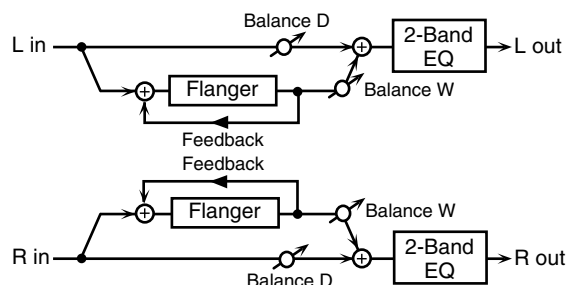 Balance D
L in
2-Band
EQ
L out
Flanger
Balance W
Feedback
Feedback
Flanger
Balance W
R in
2-Band
EQ
R out
Balance D